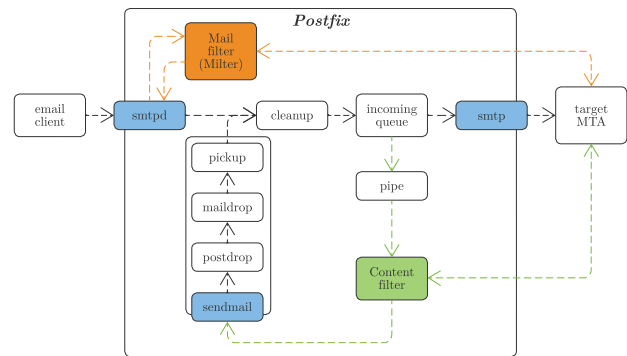 Postfix
Mail
filter
(Milter)
email
client
smtpd
cleanup
incoming
queue
smtp
target
MTA
pickup
pipe
maildrop
postdrop
Content
filter
sendmail